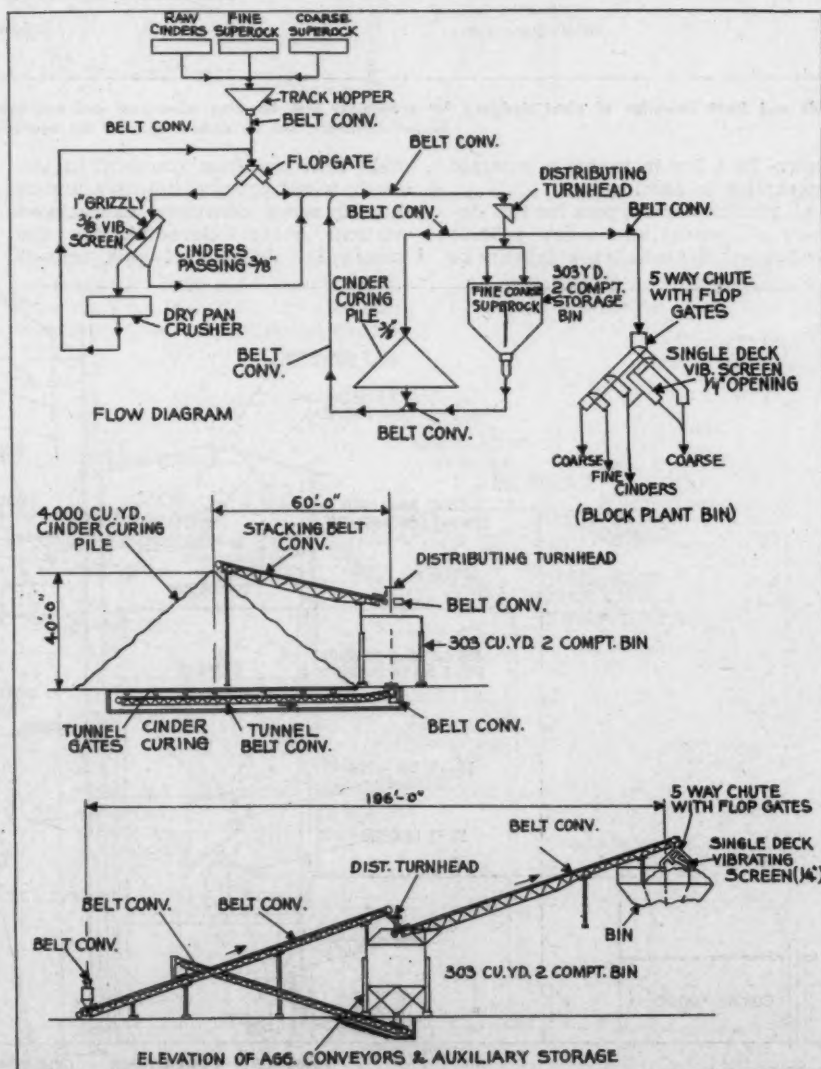 RAW CINDERS
FINE SUPEROCK
COARSE SUPEROCK
TRACK HOPPER
BELT CONV.
BELT CONV.
FLOPGATE
BELT CONV.
DISTRIBUTING TURNHEAD
BELT CONV.
BELT CONV.
1" GRIZZLY
3/8 VIB. SCREEN
CINDERS PASSING 3/8"
DRY PAN CRUSHER
CINDER CURING PILE
3/8"
FINE COARSE SUPEROCK
303 YD. 2 COMPT. STORAGE BIN
5 WAY CHUTE WITH FLOP GATES
SINGLE DECK VIB. SCREEN 1/4" OPENING
BELT CONV.
BELT CONV.
FLOW DIAGRAM
COARSE
FINE
CINDERS
COARSE
(BLOCK PLANT BIN)
60'-0"
4000 CU. YD. CINDER CURING PILE
STACKING BELT CONV.
DISTRIBUTING TURNHEAD
BELT CONV.
40'-0"
303 CU. YD. 2 COMPT. BIN
TUNNEL GATES
CINDER CURING
TUNNEL BELT CONV.
BELT CONV.
196'-0"
5 WAY CHUTE WITH FLOP GATES
BELT CONV.
SINGLE DECK VIBRATING SCREEN (1/4")
DIST. TURNHEAD
BELT CONV.
BELT CONV.
BELT CONV.
BIN
303 CU. YD. 2 COMPT. BIN
ELEVATION OF AGG. CONVEYORS & AUXILIARY STORAGE